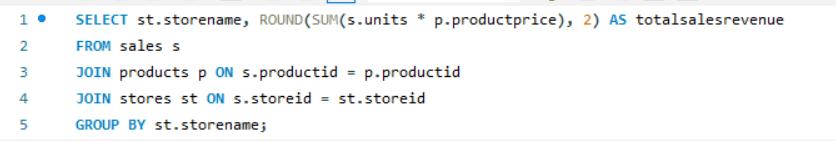 1 SELECT st.storename, ROUND(SUM(s.units * p.productprice), 2) AS totalsalesrevenue
2 FROM sales s
3 JOIN products p ON s.productid = p.productid
4 JOIN stores st ON s.storeid = st.storeid
5 GROUP BY st.storename;